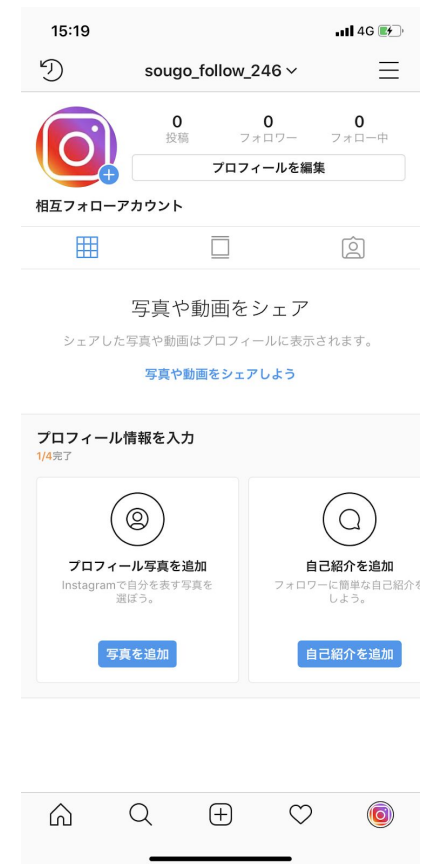 15:19
4G
sougo_follow_246
0
投稿
0
フォロワー
0
フォロー中
プロフィールを編集
相互フォローアカウント
写真や動画をシェア
シェアした写真や動画はプロフィールに表示されます。
写真や動画をシェアしよう
プロフィール情報を入力
1/4完了
プロフィール写真を追加
Instagramで自分を表す写真を
選ぼう。
写真を追加
自己紹介を追加
フォロワーに簡単な自己紹介を
しよう。
自己紹介を追加